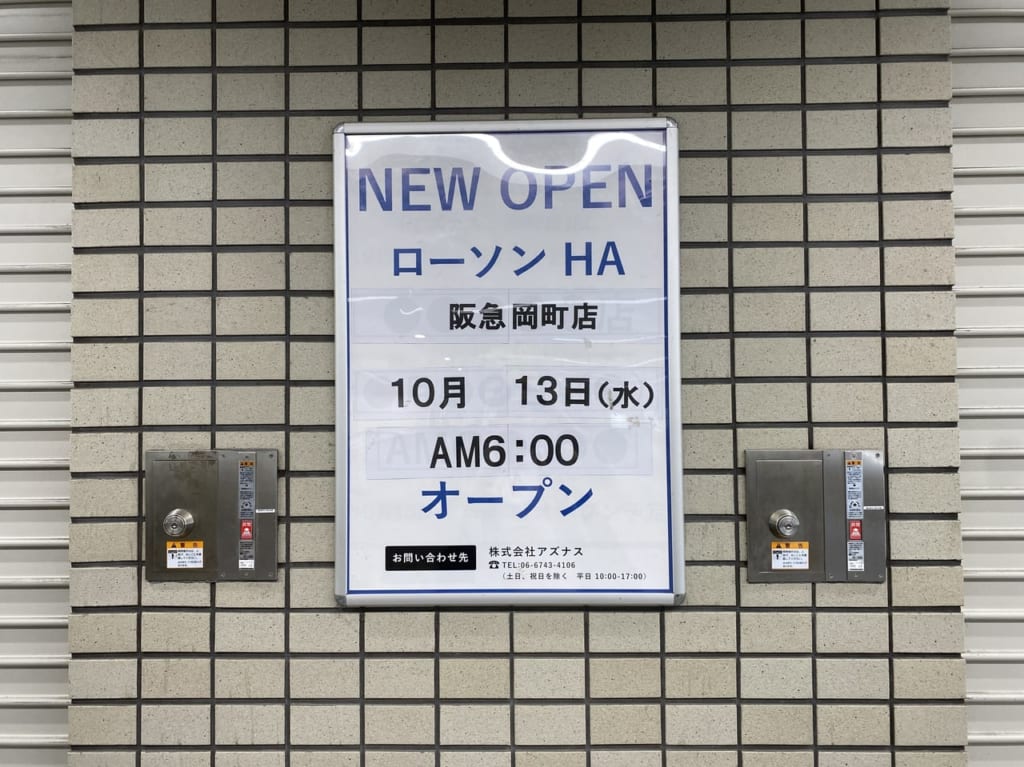 NEW OPEN
ローソン HA
阪急岡町店
10月 13日(水)
AM6:00
オープン
お問い合わせ先
株式会社アズナス
☎TEL:06-6743-4106
(土日、祝日を除く 平日 10:00-17:00)